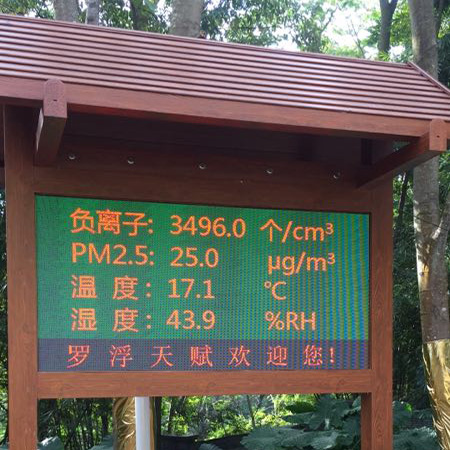 负离子: 3496.0 个/cm³
PM2.5: 25.0 μg/m³
温 度: 17.1 ℃
湿 度: 43.9 %RH
罗浮天赋欢迎您!